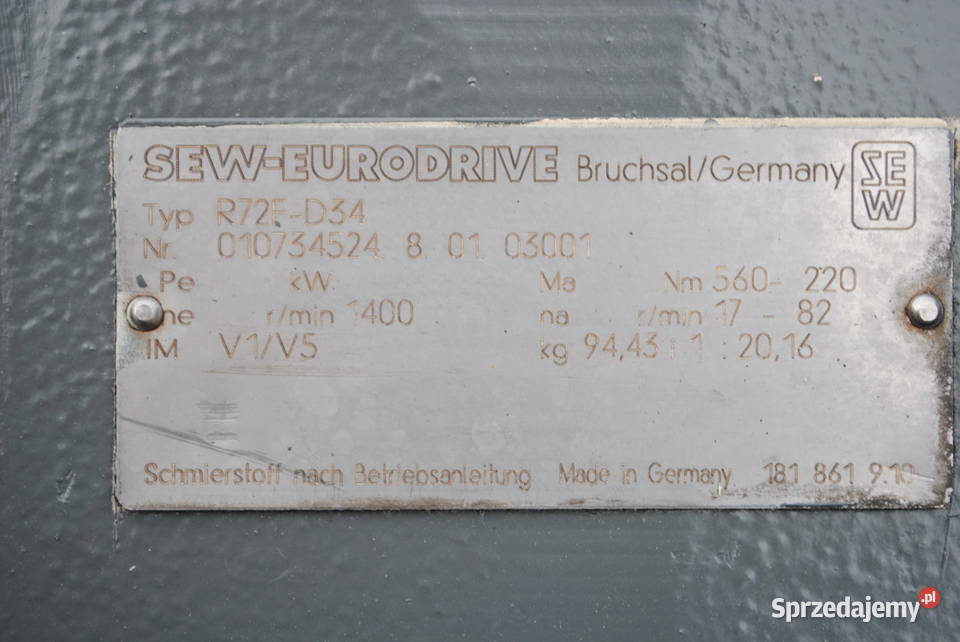 SEW-EURODRIVE Bruchsal/Germany SEW
Typ R72F-D34
Nr. 010734524. 8. 01. 03001
Pe kW Ma Nm 560- 220
ne r/min 1400 na r/min 17 - 82
IM V1/V5 kg 94,43 : 1 : 20,16
Schmierstoff nach Betriebsanleitung Made in Germany 181 861 9.10
Sprzedajemy.pl